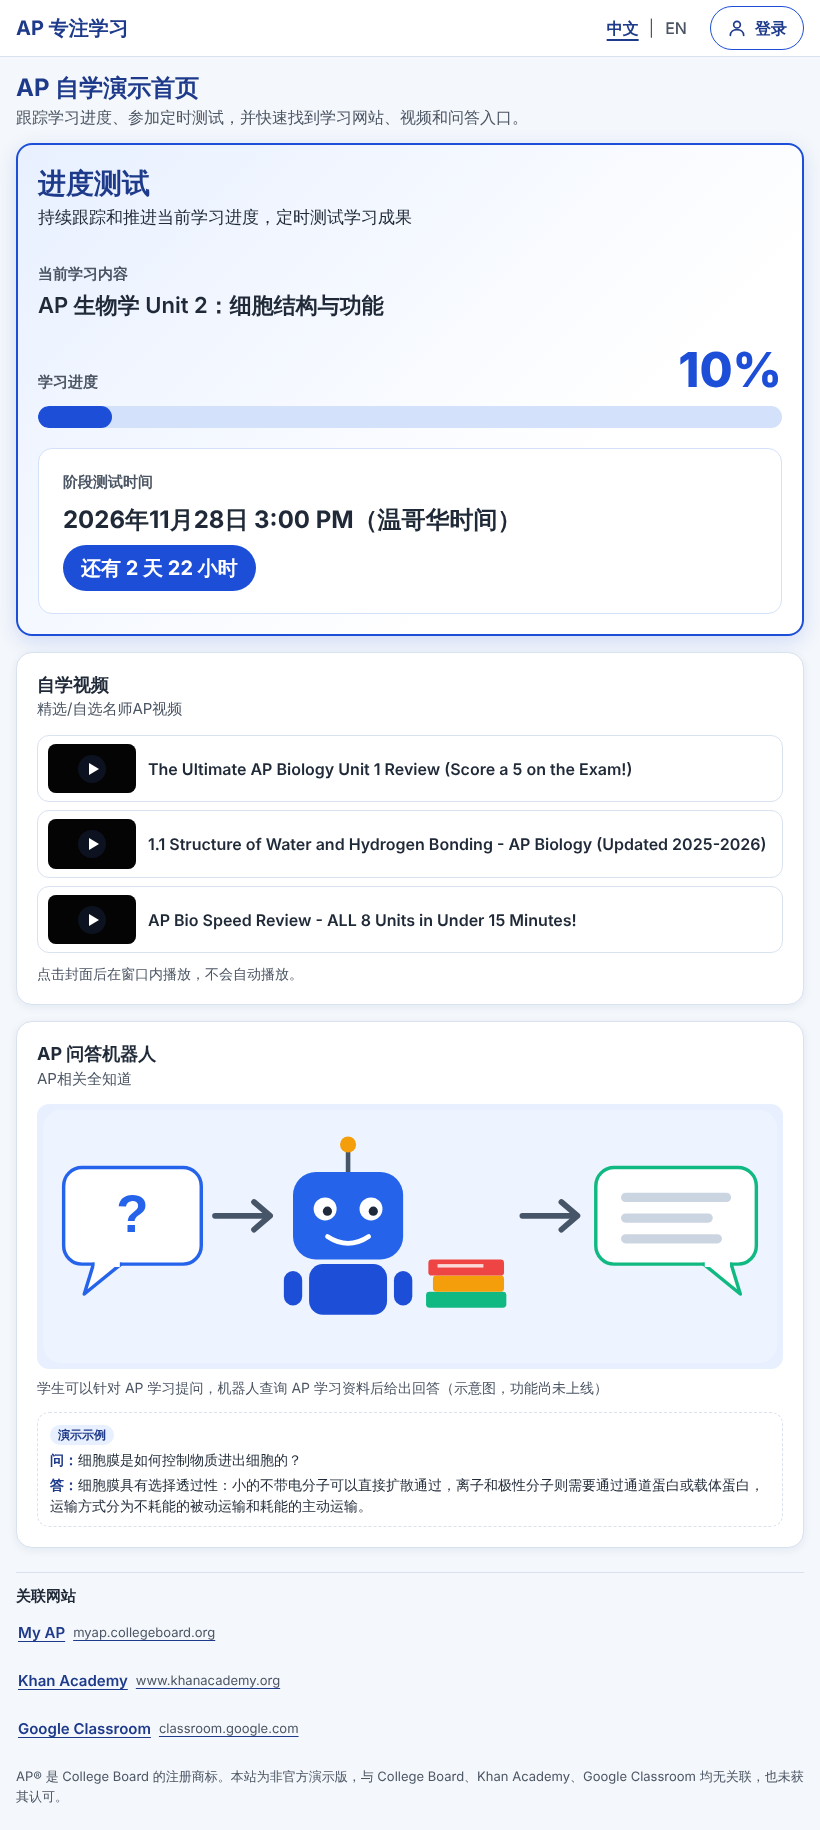 AP 专注学习
中文 | EN
登录
AP 自学演示首页
跟踪学习进度、参加定时测试，并快速找到学习网站、视频和问答入口。
进度测试
持续跟踪和推进当前学习进度，定时测试学习成果
当前学习内容
AP 生物学 Unit 2：细胞结构与功能
学习进度
10%
阶段测试时间
2026年11月28日 3:00 PM（温哥华时间）
还有 2 天 22 小时
自学视频
精选/自选名师AP视频
The Ultimate AP Biology Unit 1 Review (Score a 5 on the Exam!)
1.1 Structure of Water and Hydrogen Bonding - AP Biology (Updated 2025-2026)
AP Bio Speed Review - ALL 8 Units in Under 15 Minutes!
点击封面后在窗口内播放，不会自动播放。
AP 问答机器人
AP相关全知道
?
学生可以针对 AP 学习提问，机器人查询 AP 学习资料后给出回答（示意图，功能尚未上线）
演示示例
问：细胞膜是如何控制物质进出细胞的？
答：细胞膜具有选择透过性：小的不带电分子可以直接扩散通过，离子和极性分子则需要通过通道蛋白或载体蛋白，
运输方式分为不耗能的被动运输和耗能的主动运输。
关联网站
My AP myap.collegeboard.org
Khan Academy www.khanacademy.org
Google Classroom classroom.google.com
AP® 是 College Board 的注册商标。本站为非官方演示版，与 College Board、Khan Academy、Google Classroom 均无关联，也未获
其认可。